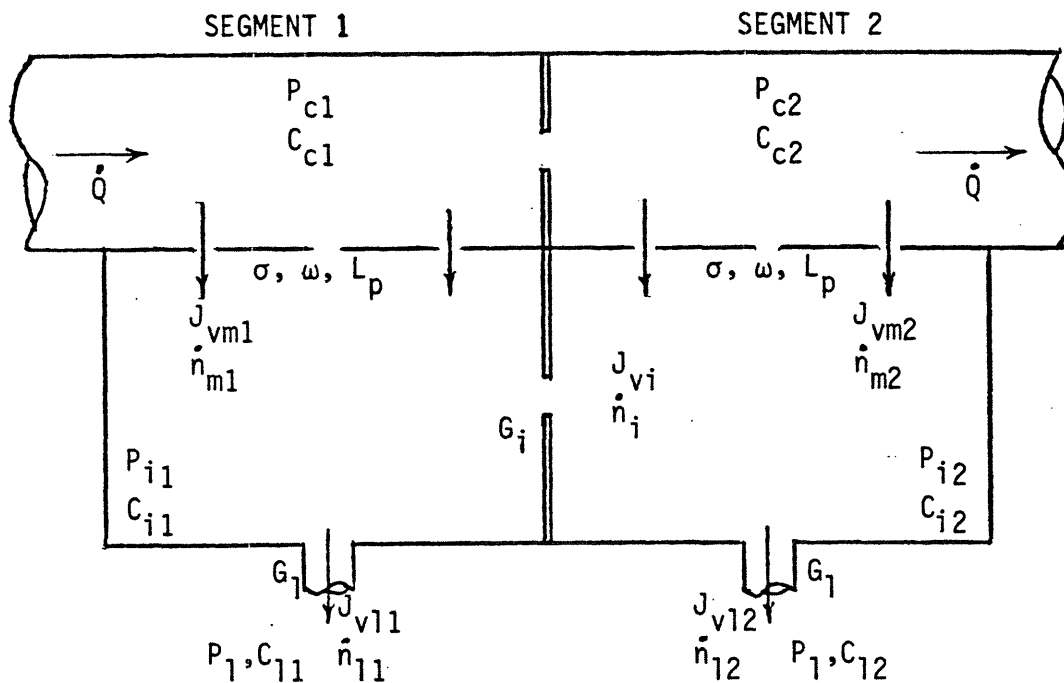 SEGMENT 1
SEGMENT 2
P_c1
C_c1
P_c2
C_c2
Q̇
Q̇
σ, ω, L_p
σ, ω, L_p
J_vm1
ṅ_m1
J_vi
ṅ_i
J_vm2
ṅ_m2
G_i
P_i1
C_i1
P_i2
C_i2
G_l
G_l
J_vl1
ṅ_l1
J_vl2
ṅ_l2
P_l,C_l1
P_l,C_l2